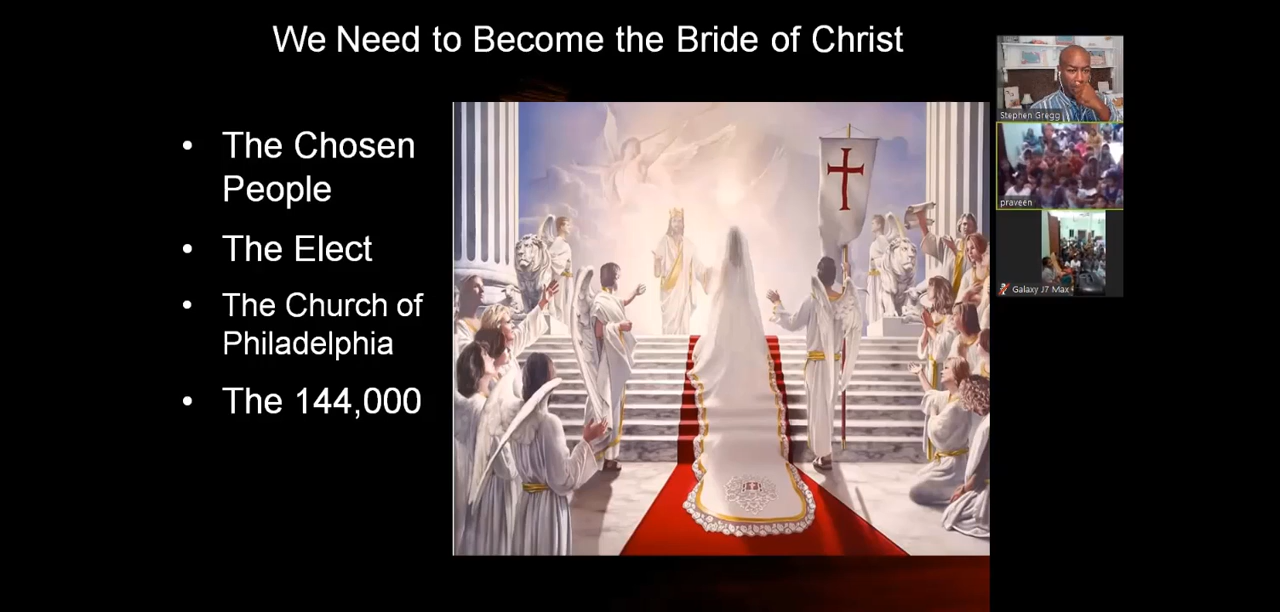 We Need to Become the Bride of Christ
• The Chosen
People
• The Elect
• The Church of
Philadelphia
• The 144,000
Stephen Gregg
praveen
Galaxy J7 Max